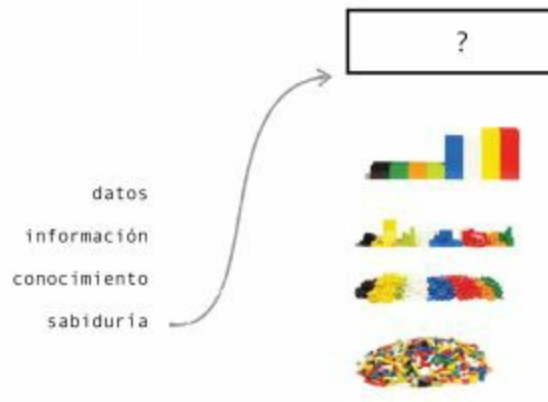 ?
datos
información
conocimiento
sabiduría